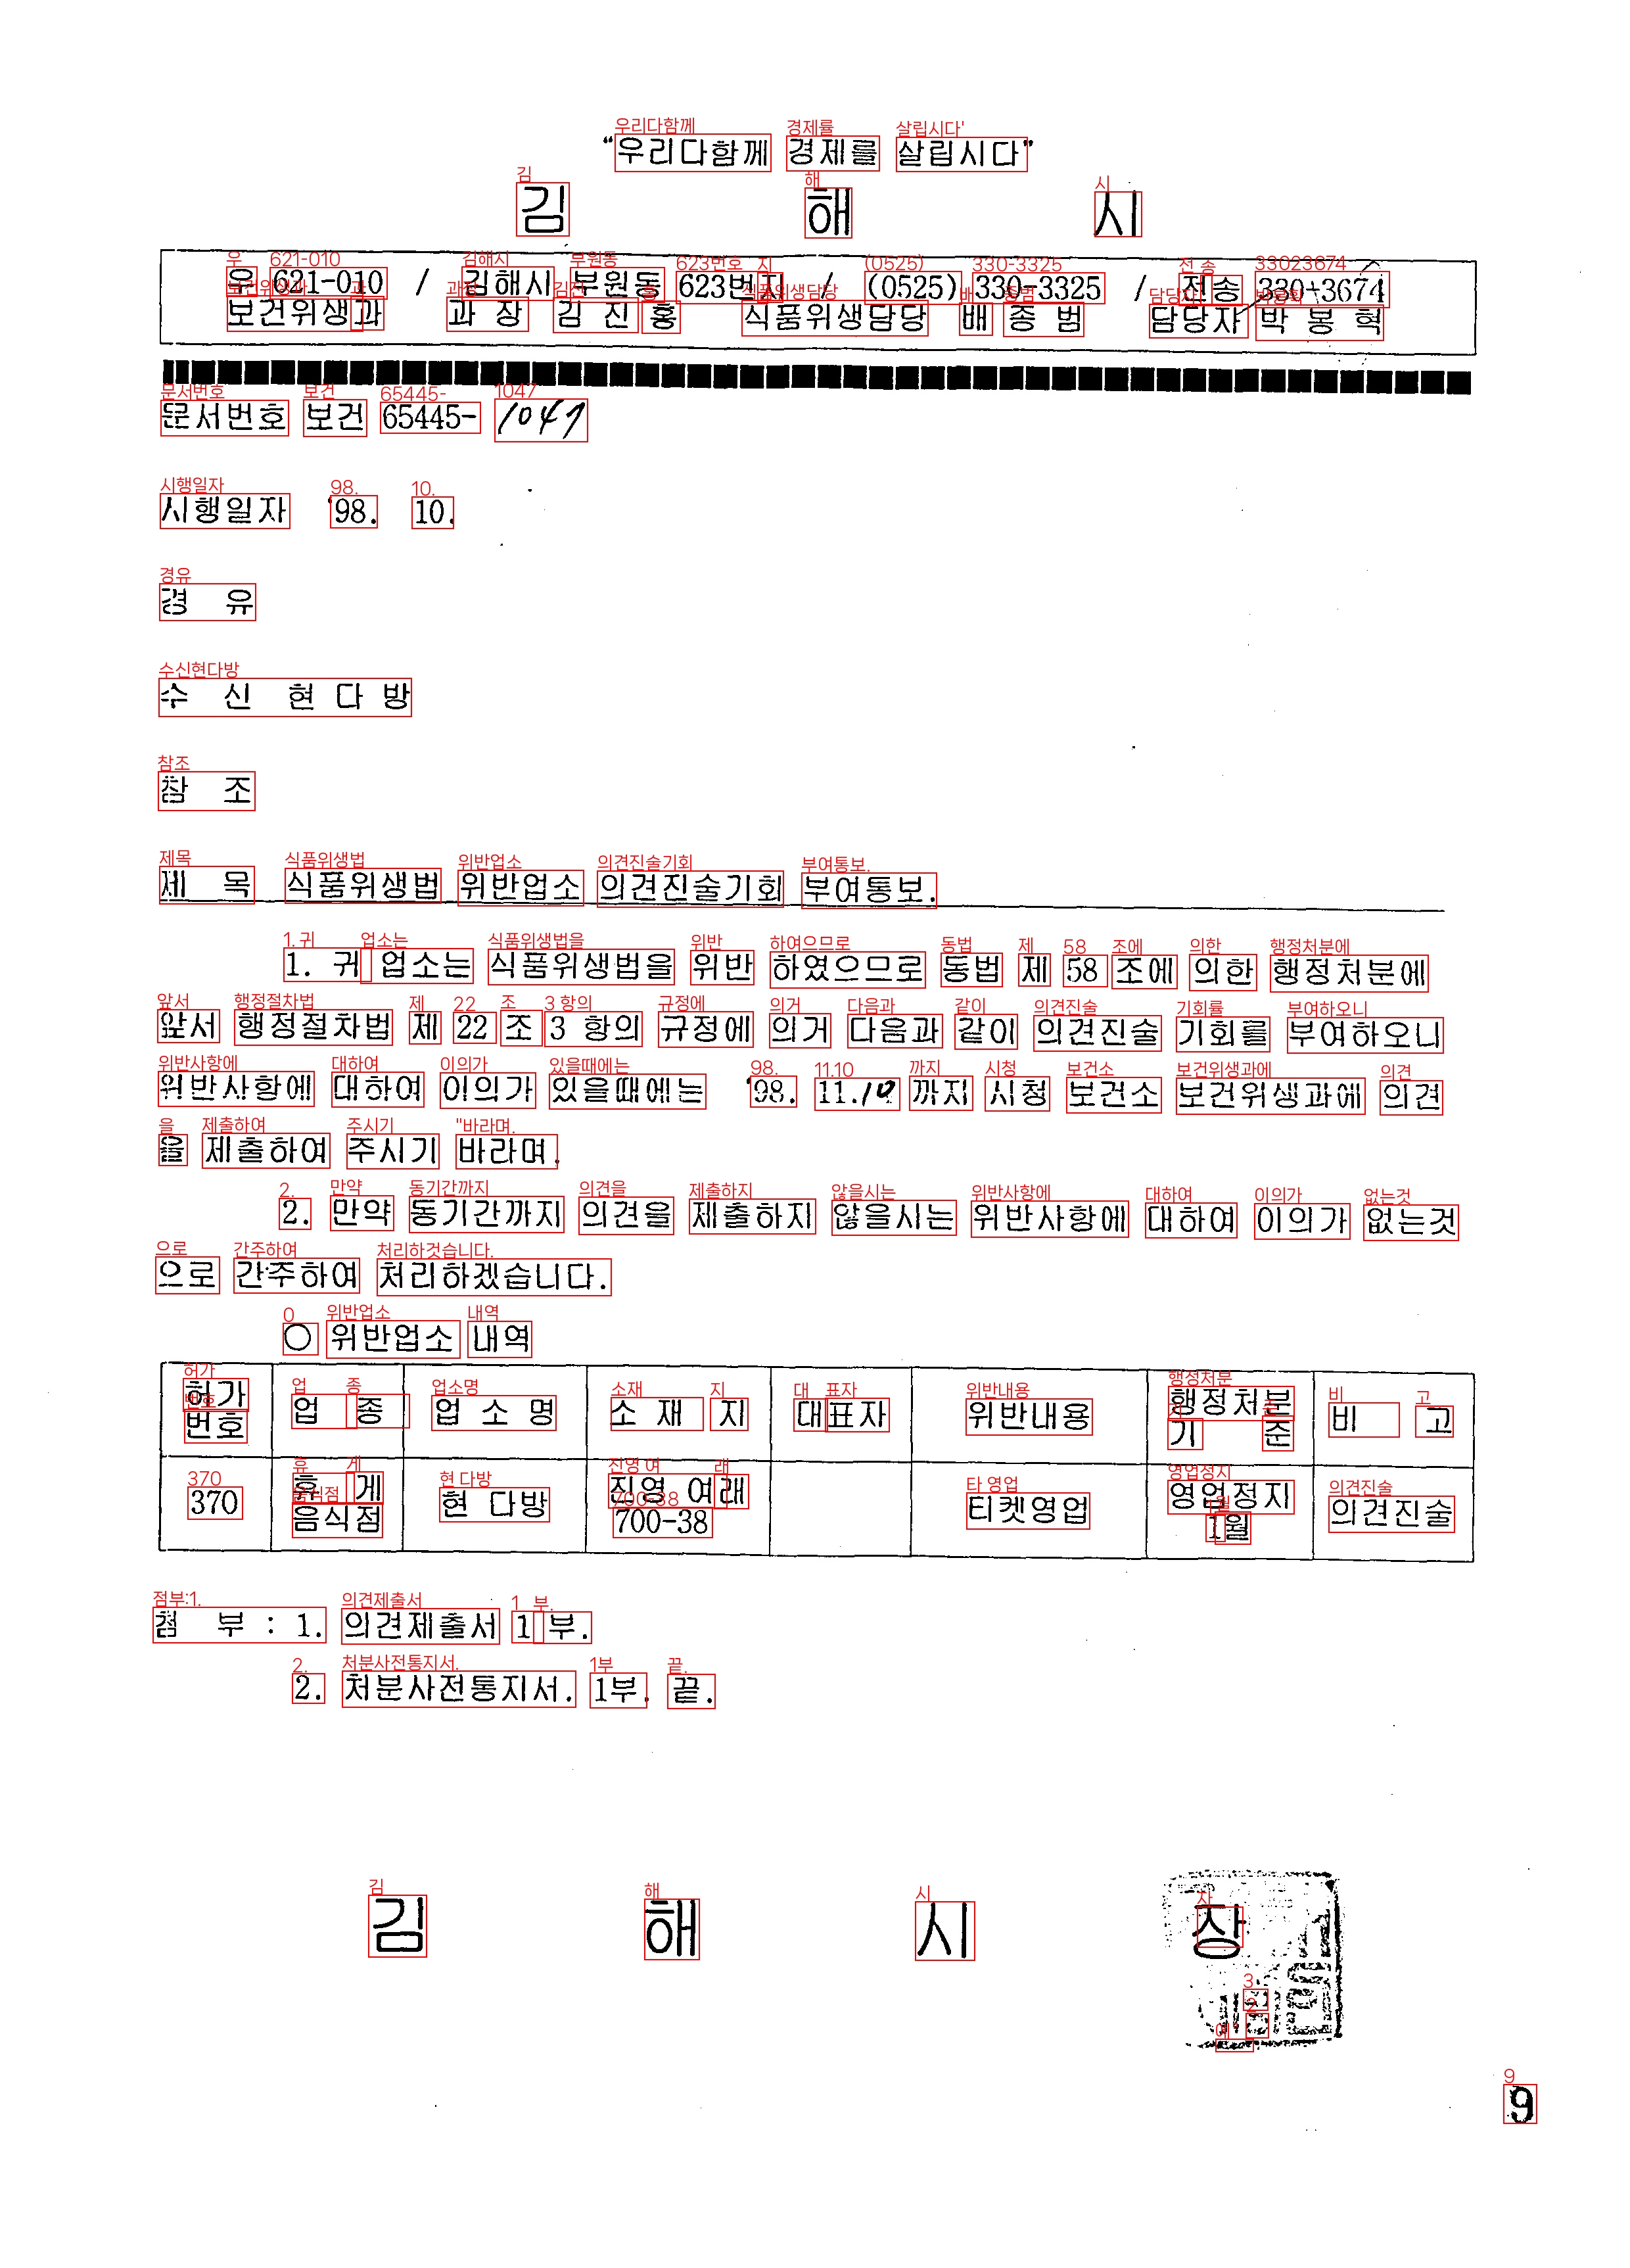 “우리다함께 경제를 살립시다”
김 해 시
우 621-010 / 김해시 부원동 623번지 / (0525) 330-3325 / 전송 330-3674
보건위생과 과 장 김 진 홍 식품위생담당 배 종 범 담당자 박 봉 혁
문서번호 보건 65445- 1047
시행일자 '98. 10.
경 유
수 신 현 다 방
참 조
제 목 식품위생법 위반업소 의견진술기회 부여통보.
1. 귀 업소는 식품위생법을 위반 하였으므로 동법 제 58 조에 의한 행정처분에
앞서 행정절차법 제 22 조 3 항의 규정에 의거 다음과 같이 의견진술 기회를 부여하오니
위반사항에 대하여 이의가 있을때에는 '98. 11.10 까지 시청 보건소 보건위생과에 의견
을 제출하여 주시기 바라며.
2. 만약 동기간까지 의견을 제출하지 않을시는 위반사항에 대하여 이의가 없는것
으로 간주하여 처리하겠습니다.
○ 위반업소 내역
허가번호 업 종 업 소 명 소 재 지 대표자 위반내용 행정처분기 준 비 고
370 휴 게음식점 현 다방 진영 여래700-38 티켓영업 영업정지1월 의견진술
첨 부 : 1. 의견제출서 1 부.
2. 처분사전통지서. 1부. 끝.
김 해 시 장
9